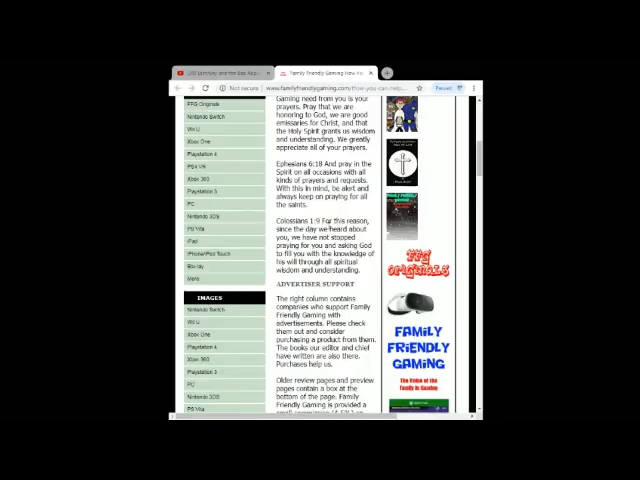 Family Friendly Gaming How
Not secure
www.familyfriendlygaming.com/How-you-can-help
Paused
FFG Originals
Nintendo Switch
Wii U
Xbox One
Playstation 4
PS4 VR
Xbox 360
Playstation 3
PC
Nintendo 3DS
PS Vita
iPad
iPhone/iPod Touch
Blu-ray
More
IMAGES
Nintendo Switch
Wii U
Xbox One
Playstation 4
Xbox 360
Playstation 3
PC
Nintendo 3DS
PS Vita
Gaming need from you is your
prayers. Pray that we are
honoring to God, we are good
emissaries for Christ, and that
the Holy Spirit grants us wisdom
and understanding. We greatly
appreciate all of your prayers.
Ephesians 6:18 And pray in the
Spirit on all occasions with all
kinds of prayers and requests.
With this in mind, be alert and
always keep on praying for all
the saints.
Colossians 1:9 For this reason,
since the day we heard about
you, we have not stopped
praying for you and asking God
to fill you with the knowledge of
his will through all spiritual
wisdom and understanding.
ADVERTISER SUPPORT
The right column contains
companies who support Family
Friendly Gaming with
advertisements. Please check
them out and consider
purchasing a product from them.
The books our editor and chief
have written are also there.
Purchases help us.
Older review pages and preview
pages contain a box at the
bottom of the page. Family
Friendly Gaming is provided a
FFG
ORiGiNALS
FAMiLY
FRiENDLY
GAMiNG
The Voice of the
Family in Gaming